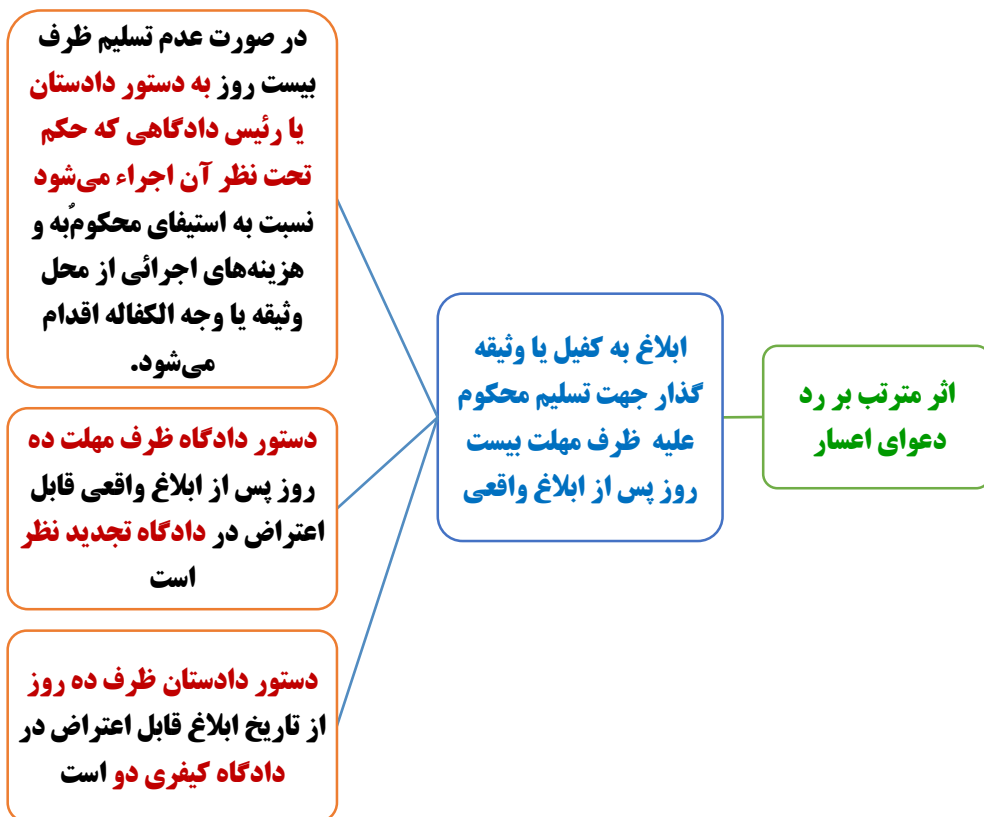 اثر مترتب بر رد
دعوای اعسار
ابلاغ به کفیل یا وثیقه
گذار جهت تسلیم محکوم
علیه ظرف مهلت بیست
روز پس از ابلاغ واقعی
در صورت عدم تسلیم ظرف
بیست روز به دستور دادستان
یا رئیس دادگاهی که حکم
تحت نظر آن اجراء می‌شود
نسبت به استیفای محکومٌ‌به و
هزینه‌های اجرائی از محل
وثیقه یا وجه الکفاله اقدام
می‌شود.
دستور دادگاه ظرف مهلت ده
روز پس از ابلاغ واقعی قابل
اعتراض در دادگاه تجدید نظر
است
دستور دادستان ظرف ده روز
از تاریخ ابلاغ قابل اعتراض در
دادگاه کیفری دو است